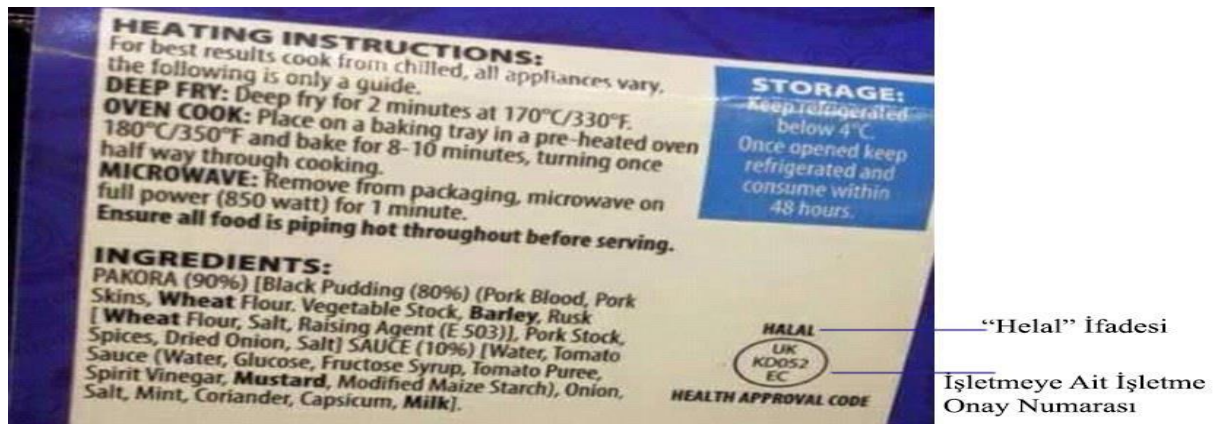 HEATING INSTRUCTIONS:
For best results cook from chilled, all appliances vary,
the following is only a guide.
DEEP FRY: Deep fry for 2 minutes at 170°C/330°F.
OVEN COOK: Place on a baking tray in a pre-heated oven
180°C/350°F and bake for 8-10 minutes, turning once
half way through cooking.
MICROWAVE: Remove from packaging, microwave on
full power (850 watt) for 1 minute.
Ensure all food is piping hot throughout before serving.
STORAGE:
Keep refrigerated
below 4°C.
Once opened keep
refrigerated and
consume within
48 hours.
INGREDIENTS:
PAKORA (90%) [Black Pudding (80%) (Pork Blood, Pork
Skins, Wheat Flour. Vegetable Stock, Barley, Rusk
[ Wheat Flour, Salt, Raising Agent (E 503)], Pork Stock,
Spices, Dried Onion, Salt] SAUCE (10%) [Water, Tomato
Sauce (Water, Glucose, Fructose Syrup, Tomato Puree,
Spirit Vinegar, Mustard, Modified Maize Starch), Onion,
Salt, Mint, Coriander, Capsicum, Milk].
HALAL
UK
KD052
EC
HEALTH APPROVAL CODE
“Helal” İfadesi
İşletmeye Ait İşletme
Onay Numarası